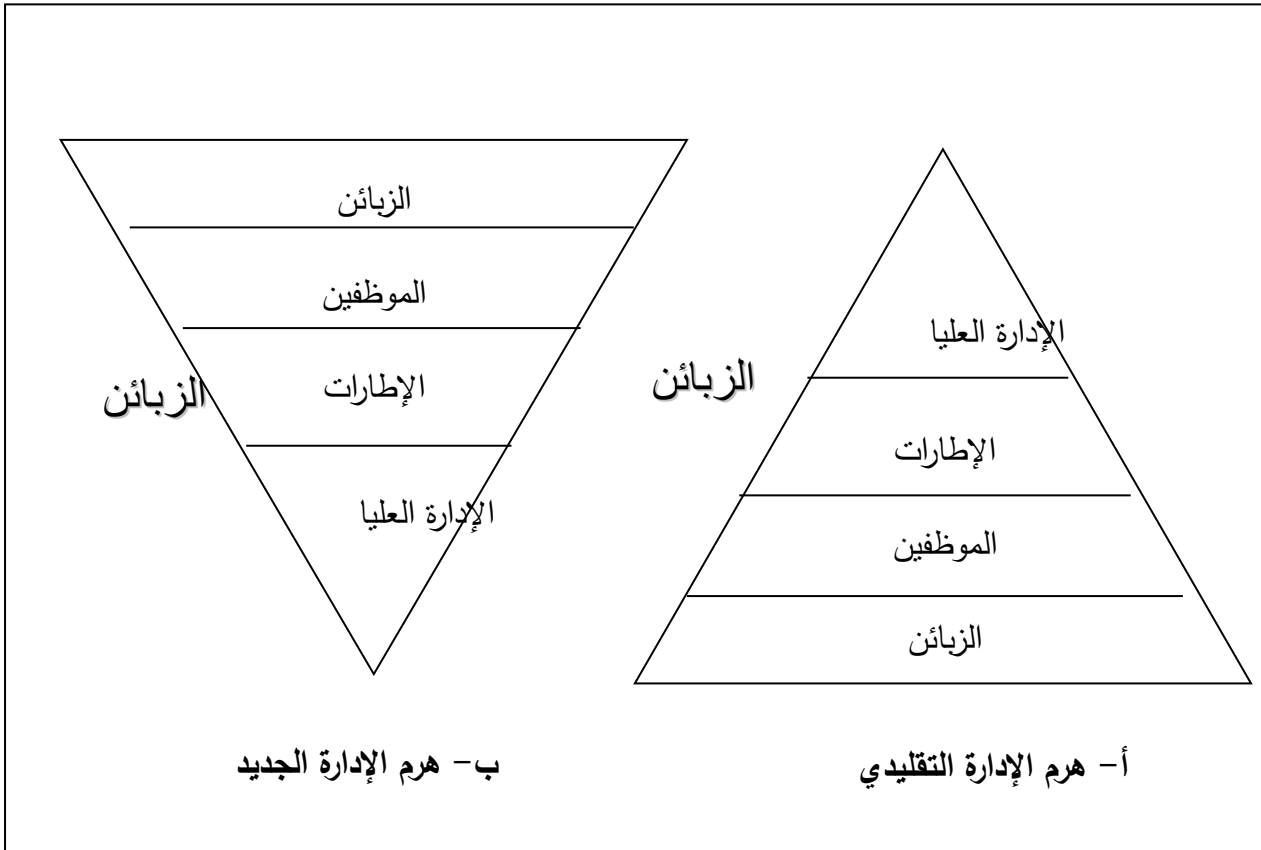 الإدارة العليا
الإطارات
الموظفين
الزبائن
الزبائن
أ- هرم الإدارة التقليدي
الزبائن
الموظفين
الإطارات
الإدارة العليا
الزبائن
ب- هرم الإدارة الجديد